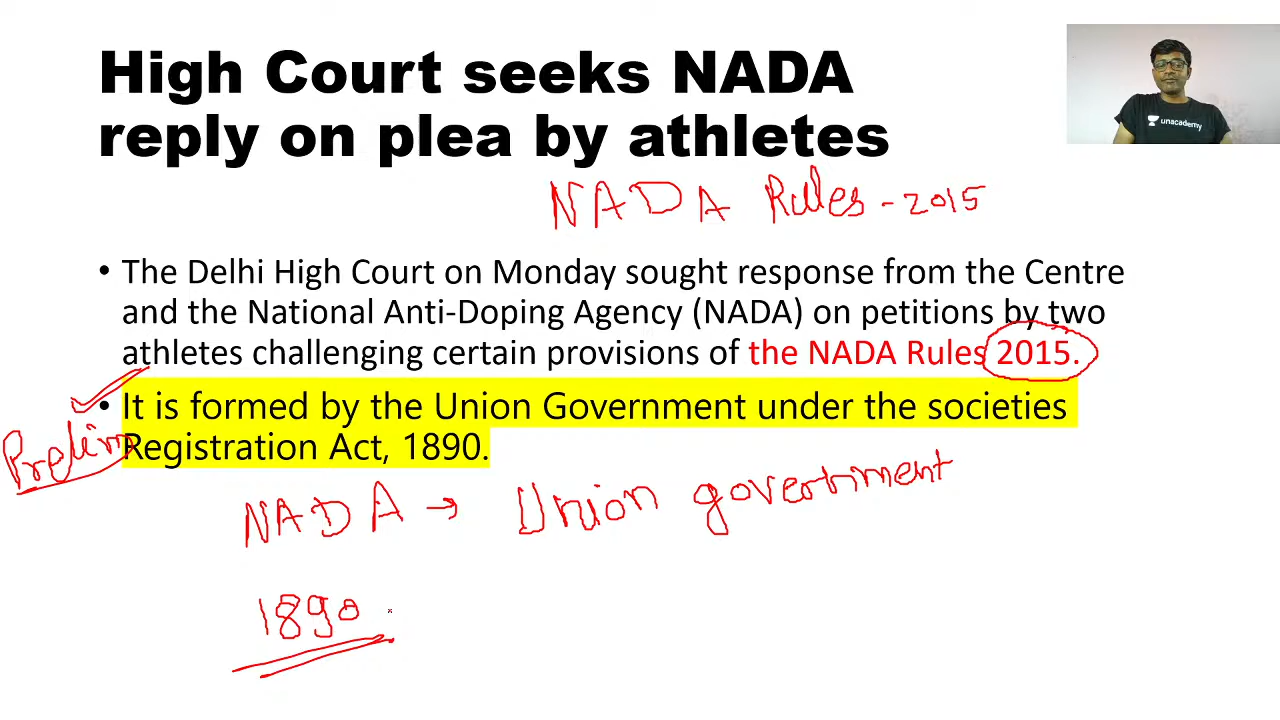 High Court seeks NADA
reply on plea by athletes
unacademy
NADA Rules - 2015
• The Delhi High Court on Monday sought response from the Centre
and the National Anti-Doping Agency (NADA) on petitions by two
athletes challenging certain provisions of the NADA Rules 2015.
• It is formed by the Union Government under the societies
Registration Act, 1890.
Prelim
NADA → Union government
1890